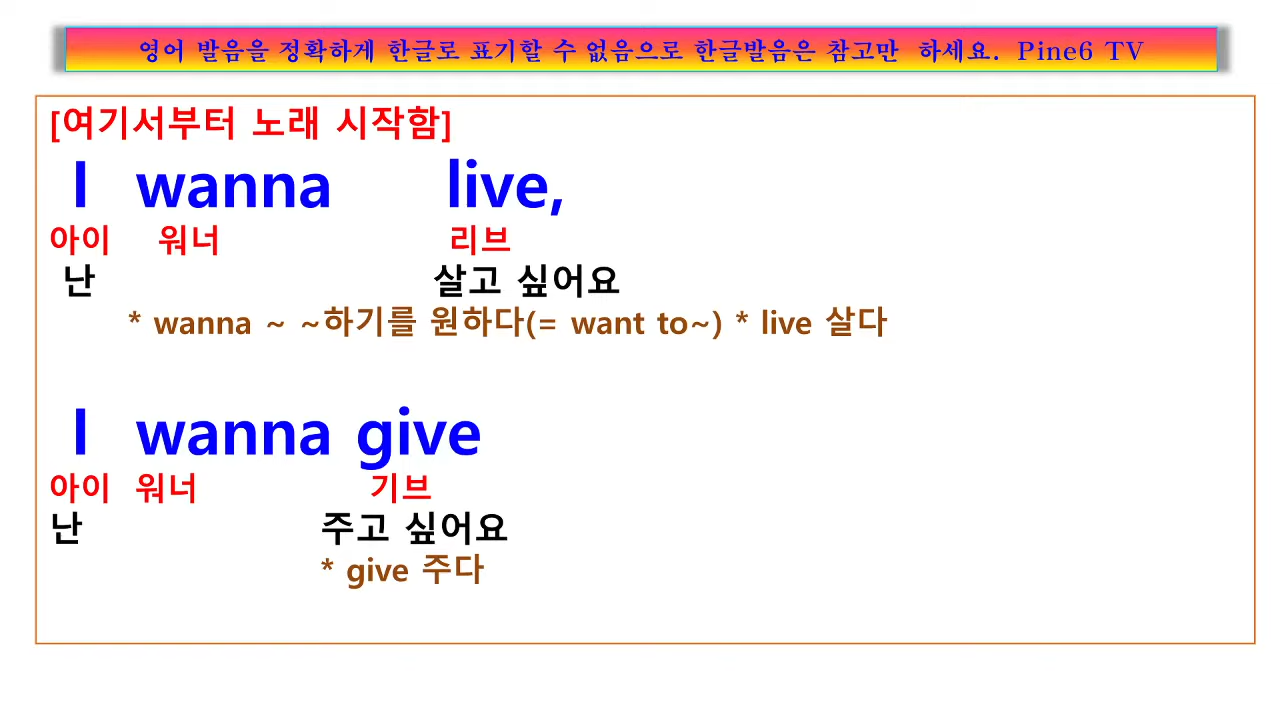 영어 발음을 정확하게 한글로 표기할 수 없음으로 한글발음은 참고만 하세요. Pine6 TV
[여기서부터 노래 시작함]
I wanna live,
아이 워너 리브
난 살고 싶어요
* wanna ~ ~하기를 원하다(= want to~) * live 살다
I wanna give
아이 워너 기브
난 주고 싶어요
* give 주다